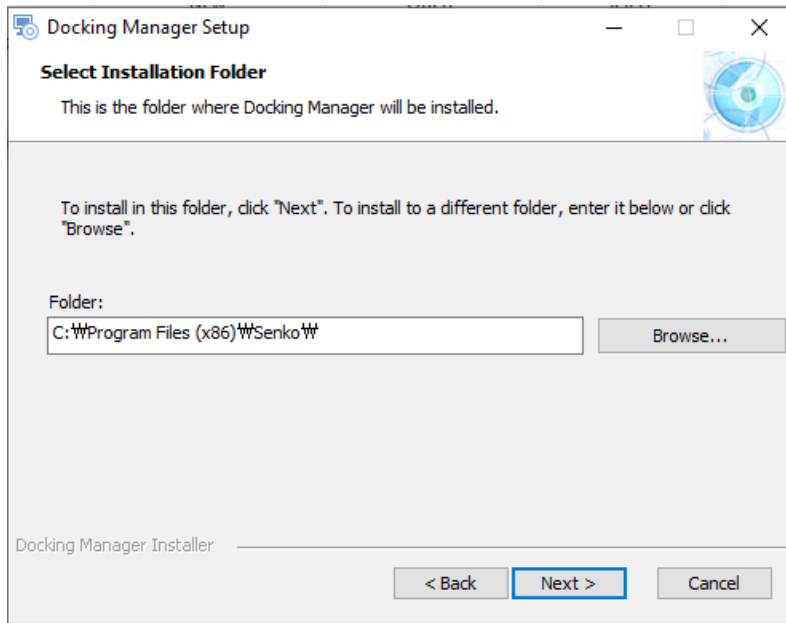 Docking Manager Setup
Select Installation Folder
This is the folder where Docking Manager will be installed.
To install in this folder, click "Next". To install to a different folder, enter it below or click
"Browse".
Folder:
C:₩Program Files (x86)₩Senko₩
Browse...
Docking Manager Installer
< Back
Next >
Cancel